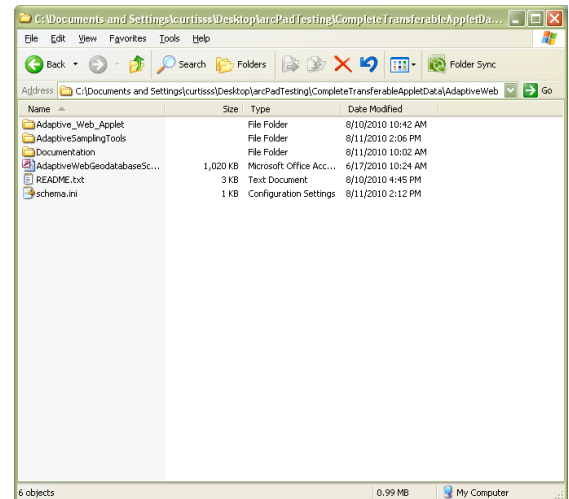 C:\Documents and Settings\curtisss\Desktop\arcPadTesting\CompleteTransferableAppletDa...
File Edit View Favorites Tools Help
Back Search Folders Folder Sync
Address C:\Documents and Settings\curtisss\Desktop\arcPadTesting\CompleteTransferableAppletData\AdaptiveWeb Go
Name Size Type Date Modified
Adaptive_Web_Applet File Folder 8/10/2010 10:42 AM
AdaptiveSamplingTools File Folder 8/11/2010 2:06 PM
Documentation File Folder 8/11/2010 10:02 AM
AdaptiveWebGeodatabaseSc... 1,020 KB Microsoft Office Acc... 6/17/2010 10:24 AM
README.txt 3 KB Text Document 8/10/2010 4:45 PM
schema.ini 1 KB Configuration Settings 8/11/2010 2:12 PM
6 objects 0.99 MB My Computer